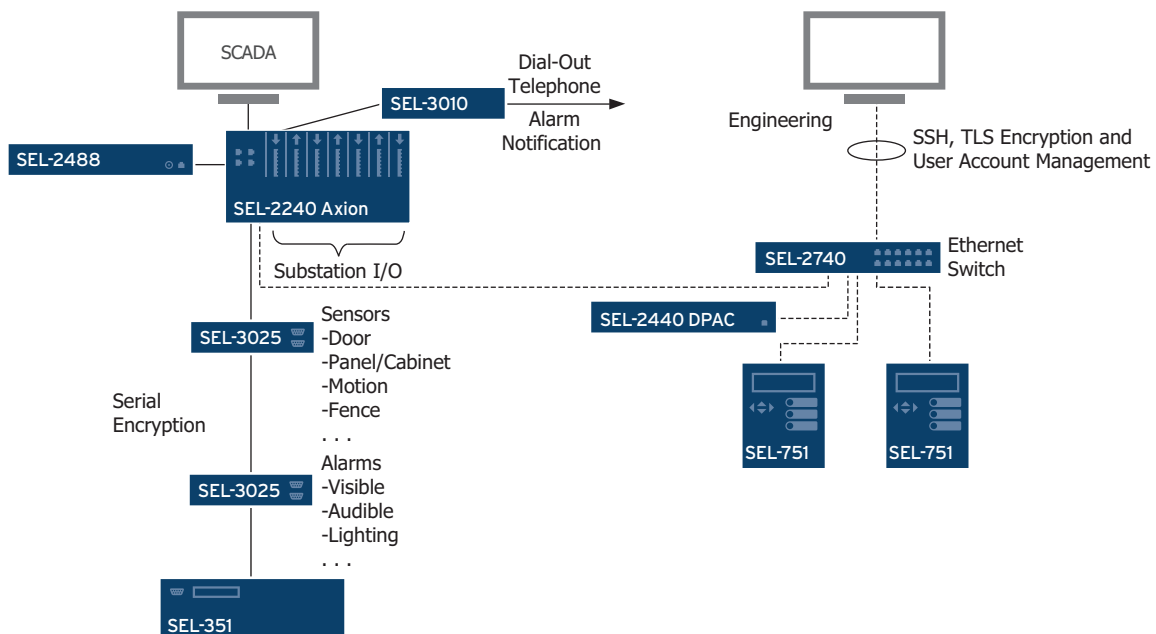 SCADA
SEL-3010
Dial-Out
Telephone
Alarm
Notification
Engineering
SSH, TLS Encryption and
User Account Management
SEL-2488
SEL-2240 Axion
Substation I/O
SEL-2740
Ethernet
Switch
SEL-2440 DPAC
SEL-3025
Sensors
-Door
-Panel/Cabinet
-Motion
-Fence
. . .
Serial
Encryption
SEL-3025
Alarms
-Visible
-Audible
-Lighting
. . .
SEL-751
SEL-751
SEL-351